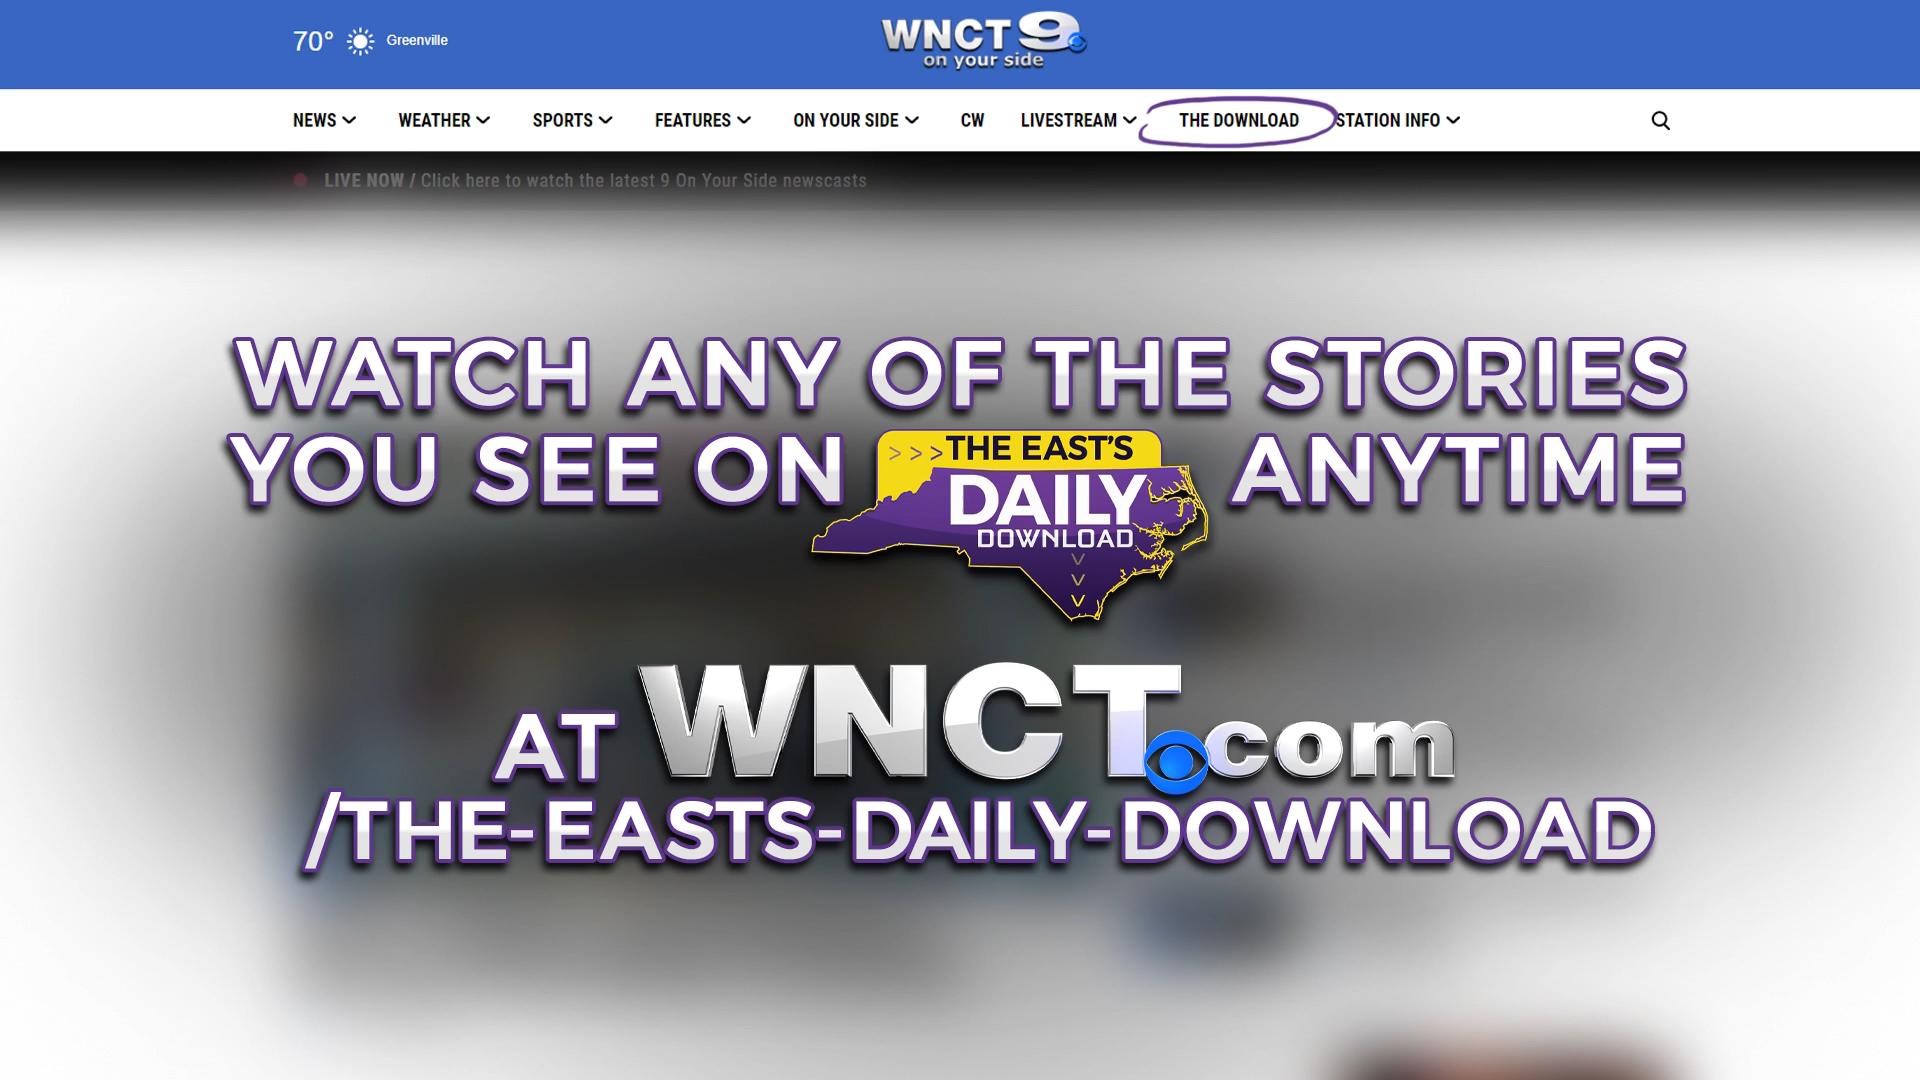 70° Greenville
WNCT 9
on your side
NEWS WEATHER SPORTS FEATURES ON YOUR SIDE CW LIVESTREAM THE DOWNLOAD STATION INFO
LIVE NOW / Click here to watch the latest 9 On Your Side newscasts
WATCH ANY OF THE STORIES
YOU SEE ON >>>THE EAST'S DAILY DOWNLOAD ANYTIME
AT WNCT.com
/THE-EASTS-DAILY-DOWNLOAD